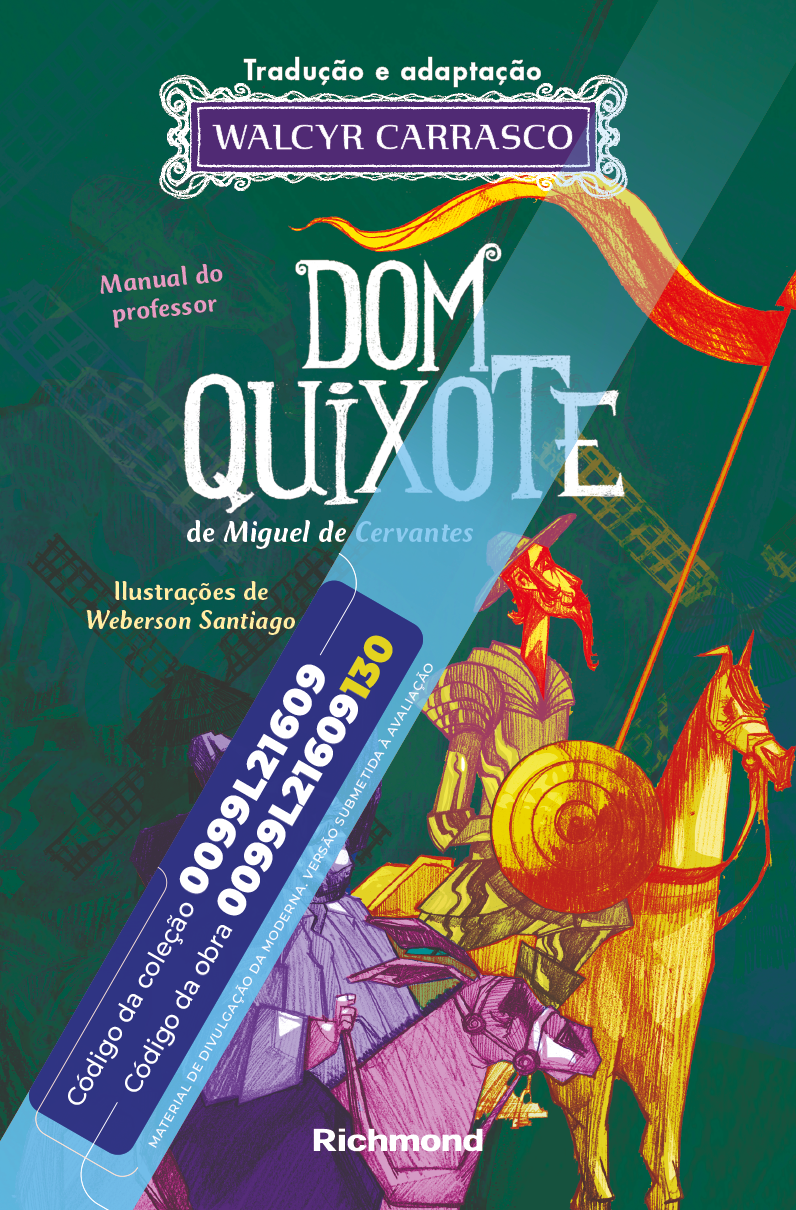 Tradução e adaptação
WALCYR CARRASCO
Manual do
professor
DOM
QUIXOTE
de Miguel de Cervantes
Ilustrações de
Weberson Santiago
Código da coleção 0099L21609
Código da obra 0099L21609130
MATERIAL DE DIVULGAÇÃO DA MODERNA. VERSÃO SUBMETIDA À AVALIAÇÃO
Richmond